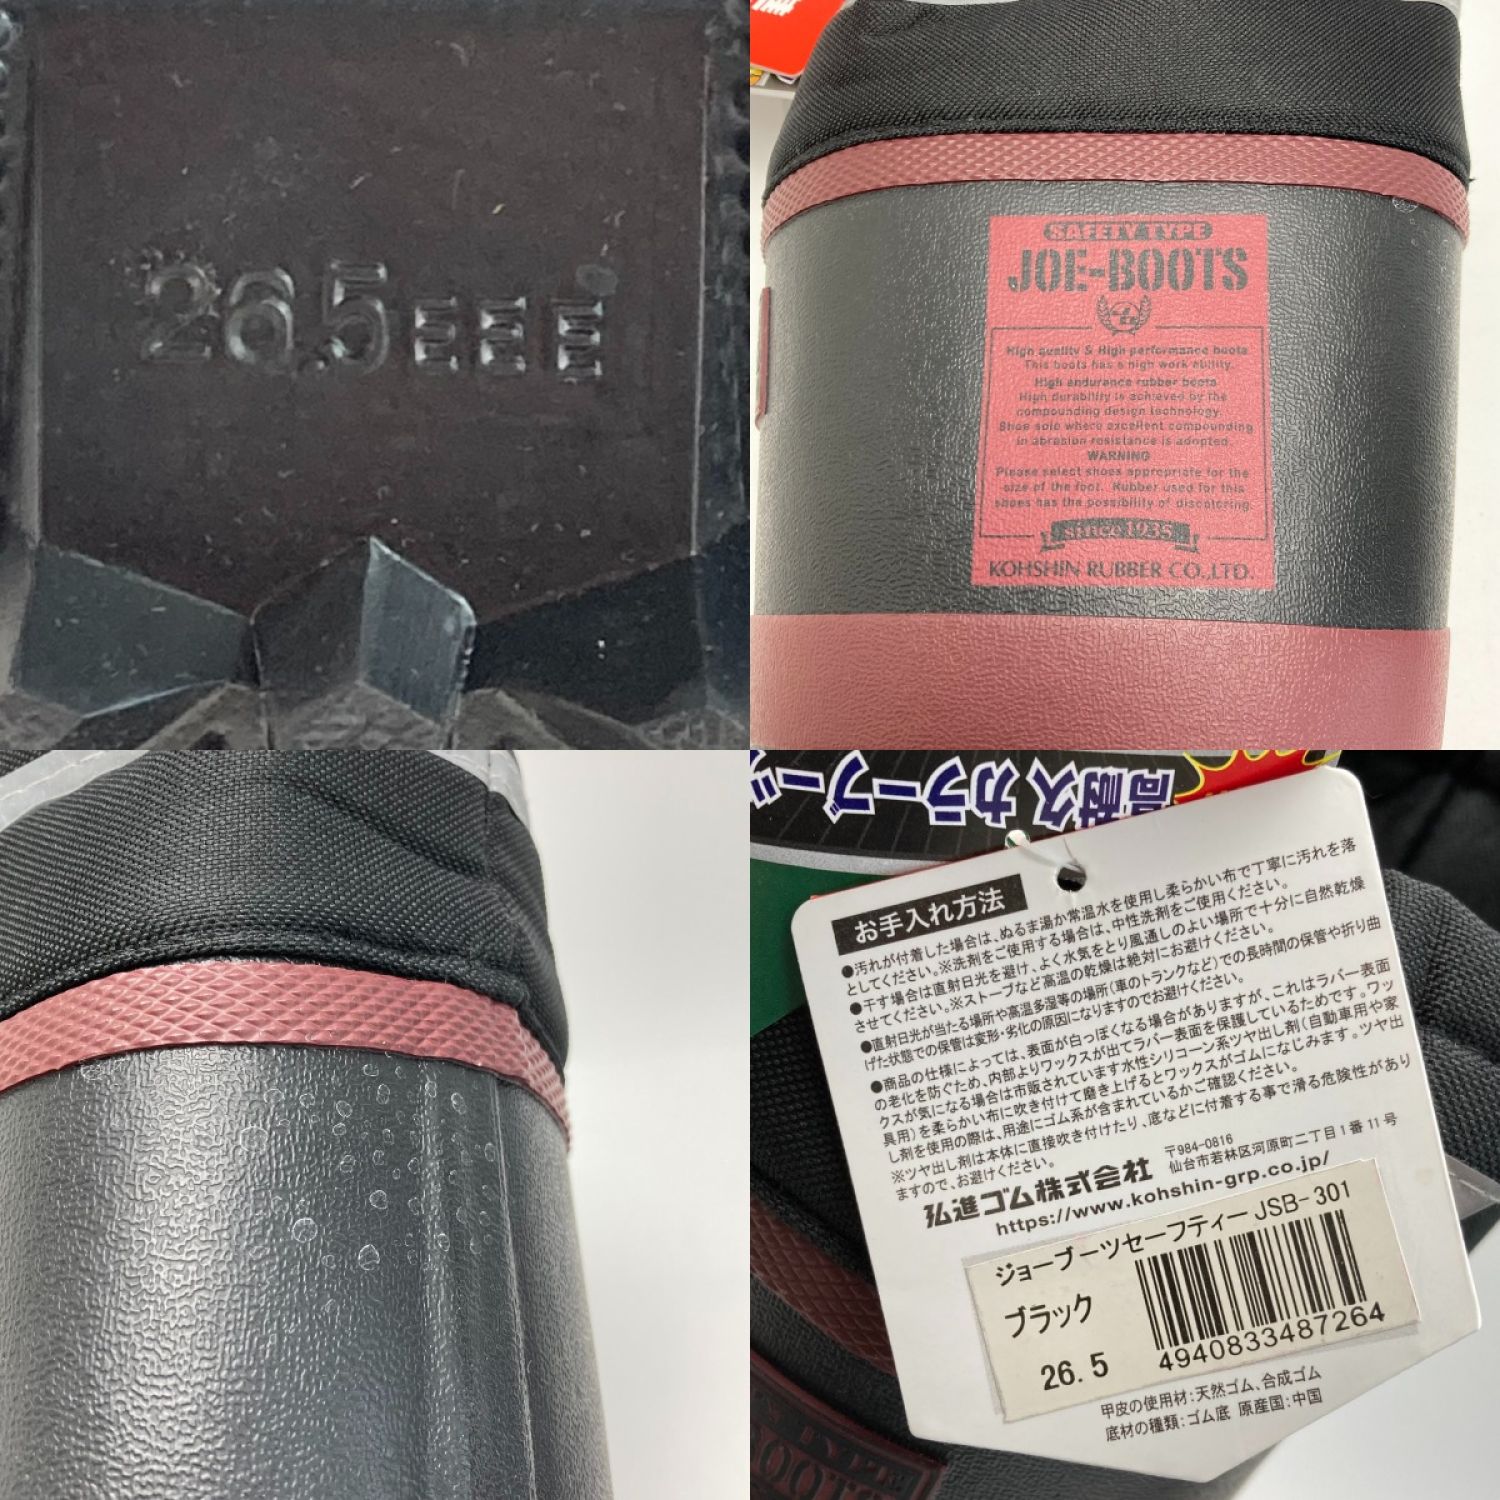 26.5 EEE
SAFETY TYPE
JOE-BOOTS
High quality & High performance boots
This boots has a high work ability.
High endurance rubber boots
High durability is achieved by the
compounding design technology.
Shoe sole where excellent compounding
in abrasion resistance is adopted.
WARNING
Please select shoes appropriate for the
size of the foot. Rubber used for this
shoes has the possibility of discoloring.
since1935
KOHSHIN RUBBER CO.,LTD.
高耐久カラーブーツ
お手入れ方法
●汚れが付着した場合は、ぬるま湯か常温水を使用し柔らかい布で丁寧に汚れを落
としてください。※洗剤をご使用する場合は、中性洗剤をご使用ください。
●干す場合は直射日光を避け、よく水気をとり風通しのよい場所で十分に自然乾燥
させてください。※ストーブなど高温の乾燥は絶対にお避けください。
●直射日光が当たる場所や高温多湿等の場所(車のトランクなど)での長時間の保管や折り曲
げた状態での保管は変形・劣化の原因になりますのでお避けください。
●商品の仕様によっては、表面が白っぽくなる場合がありますが、これはラバー表面
の老化を防ぐため、内部よりワックスが出てラバー表面を保護しているためです。ワッ
クスが気になる場合は市販されています水性シリコーン系ツヤ出し剤(自動車用や家
具用)を柔らかい布に吹き付けて磨き上げるとワックスがゴムになじみます。ツヤ出
し剤を使用の際は、用途にゴム系が含まれているかご確認ください。
※ツヤ出し剤は本体に直接吹き付けたり、底などに付着する事で滑る危険性があり
ますので、お避けください。
弘進ゴム株式会社
〒984-0816
仙台市若林区河原町二丁目1番11号
https://www.kohshin-grp.co.jp/
ジョーブーツセーフティーJSB-301
ブラック
26.5
4940833487264
甲皮の使用材:天然ゴム、合成ゴム
底材の種類:ゴム底 原産国:中国